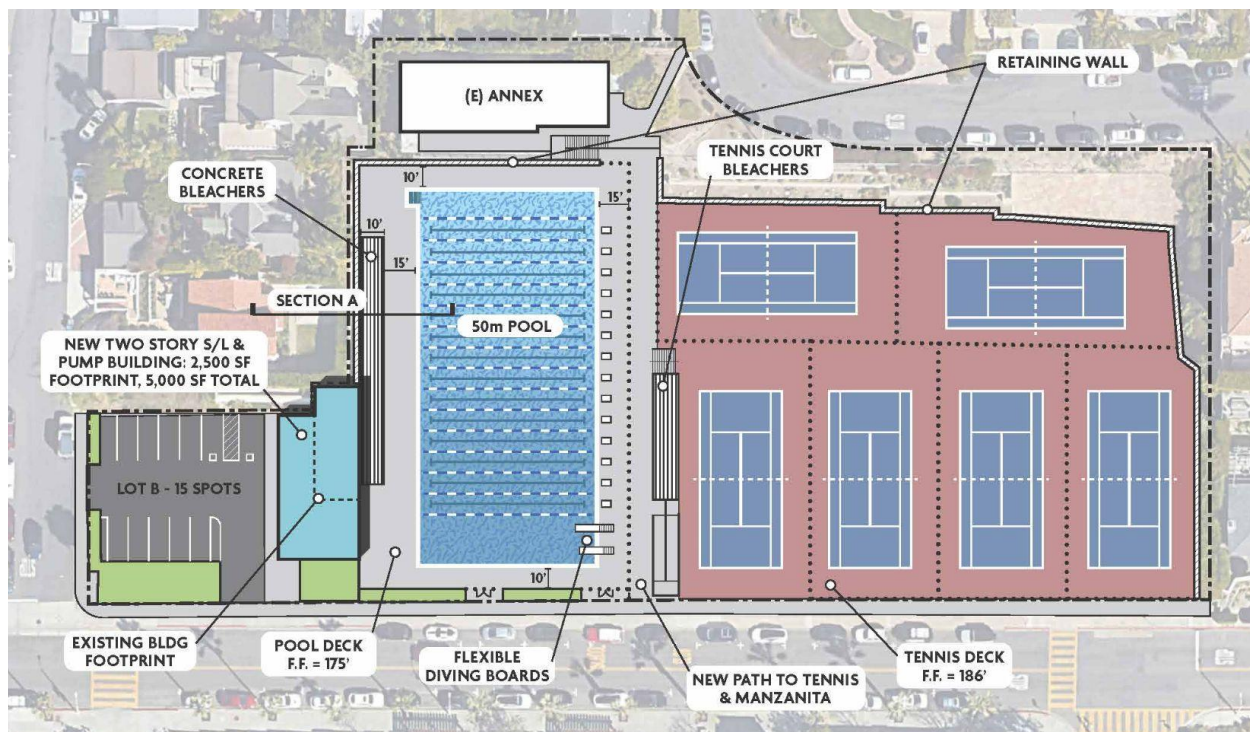 (E) ANNEX
RETAINING WALL
CONCRETE
BLEACHERS
TENNIS COURT
BLEACHERS
10'
15'
10'
15'
SECTION A
50m POOL
NEW TWO STORY S/L &
PUMP BUILDING: 2,500 SF
FOOTPRINT, 5,000 SF TOTAL
LOT B - 15 SPOTS
10'
EXISTING BLDG
FOOTPRINT
POOL DECK
F.F. = 175'
FLEXIBLE
DIVING BOARDS
NEW PATH TO TENNIS
& MANZANITA
TENNIS DECK
F.F. = 186'
STOP